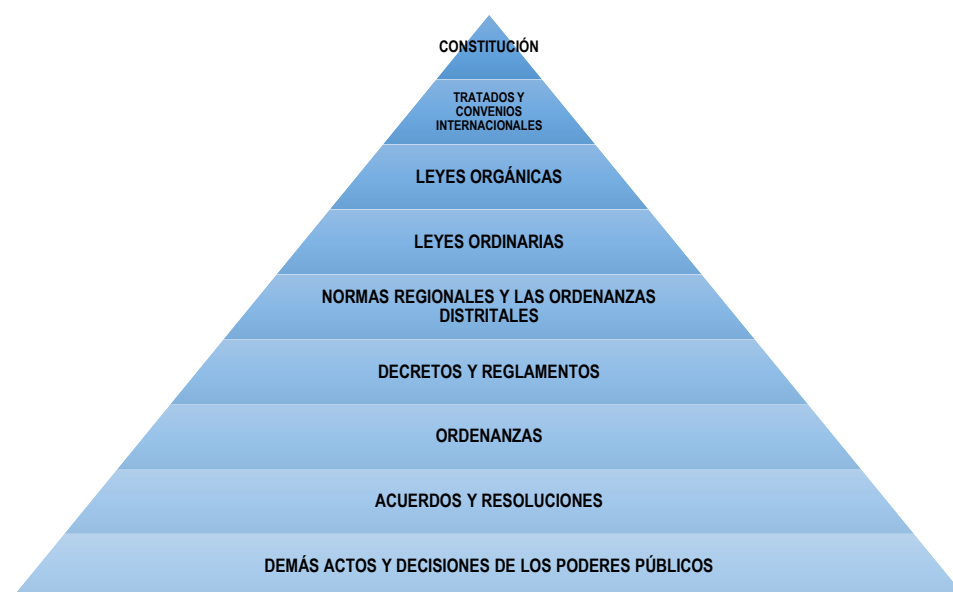 CONSTITUCIÓN
TRATADOS Y
CONVENIOS
INTERNACIONALES
LEYES ORGÁNICAS
LEYES ORDINARIAS
NORMAS REGIONALES Y LAS ORDENANZAS
DISTRITALES
DECRETOS Y REGLAMENTOS
ORDENANZAS
ACUERDOS Y RESOLUCIONES
DEMÁS ACTOS Y DECISIONES DE LOS PODERES PÚBLICOS